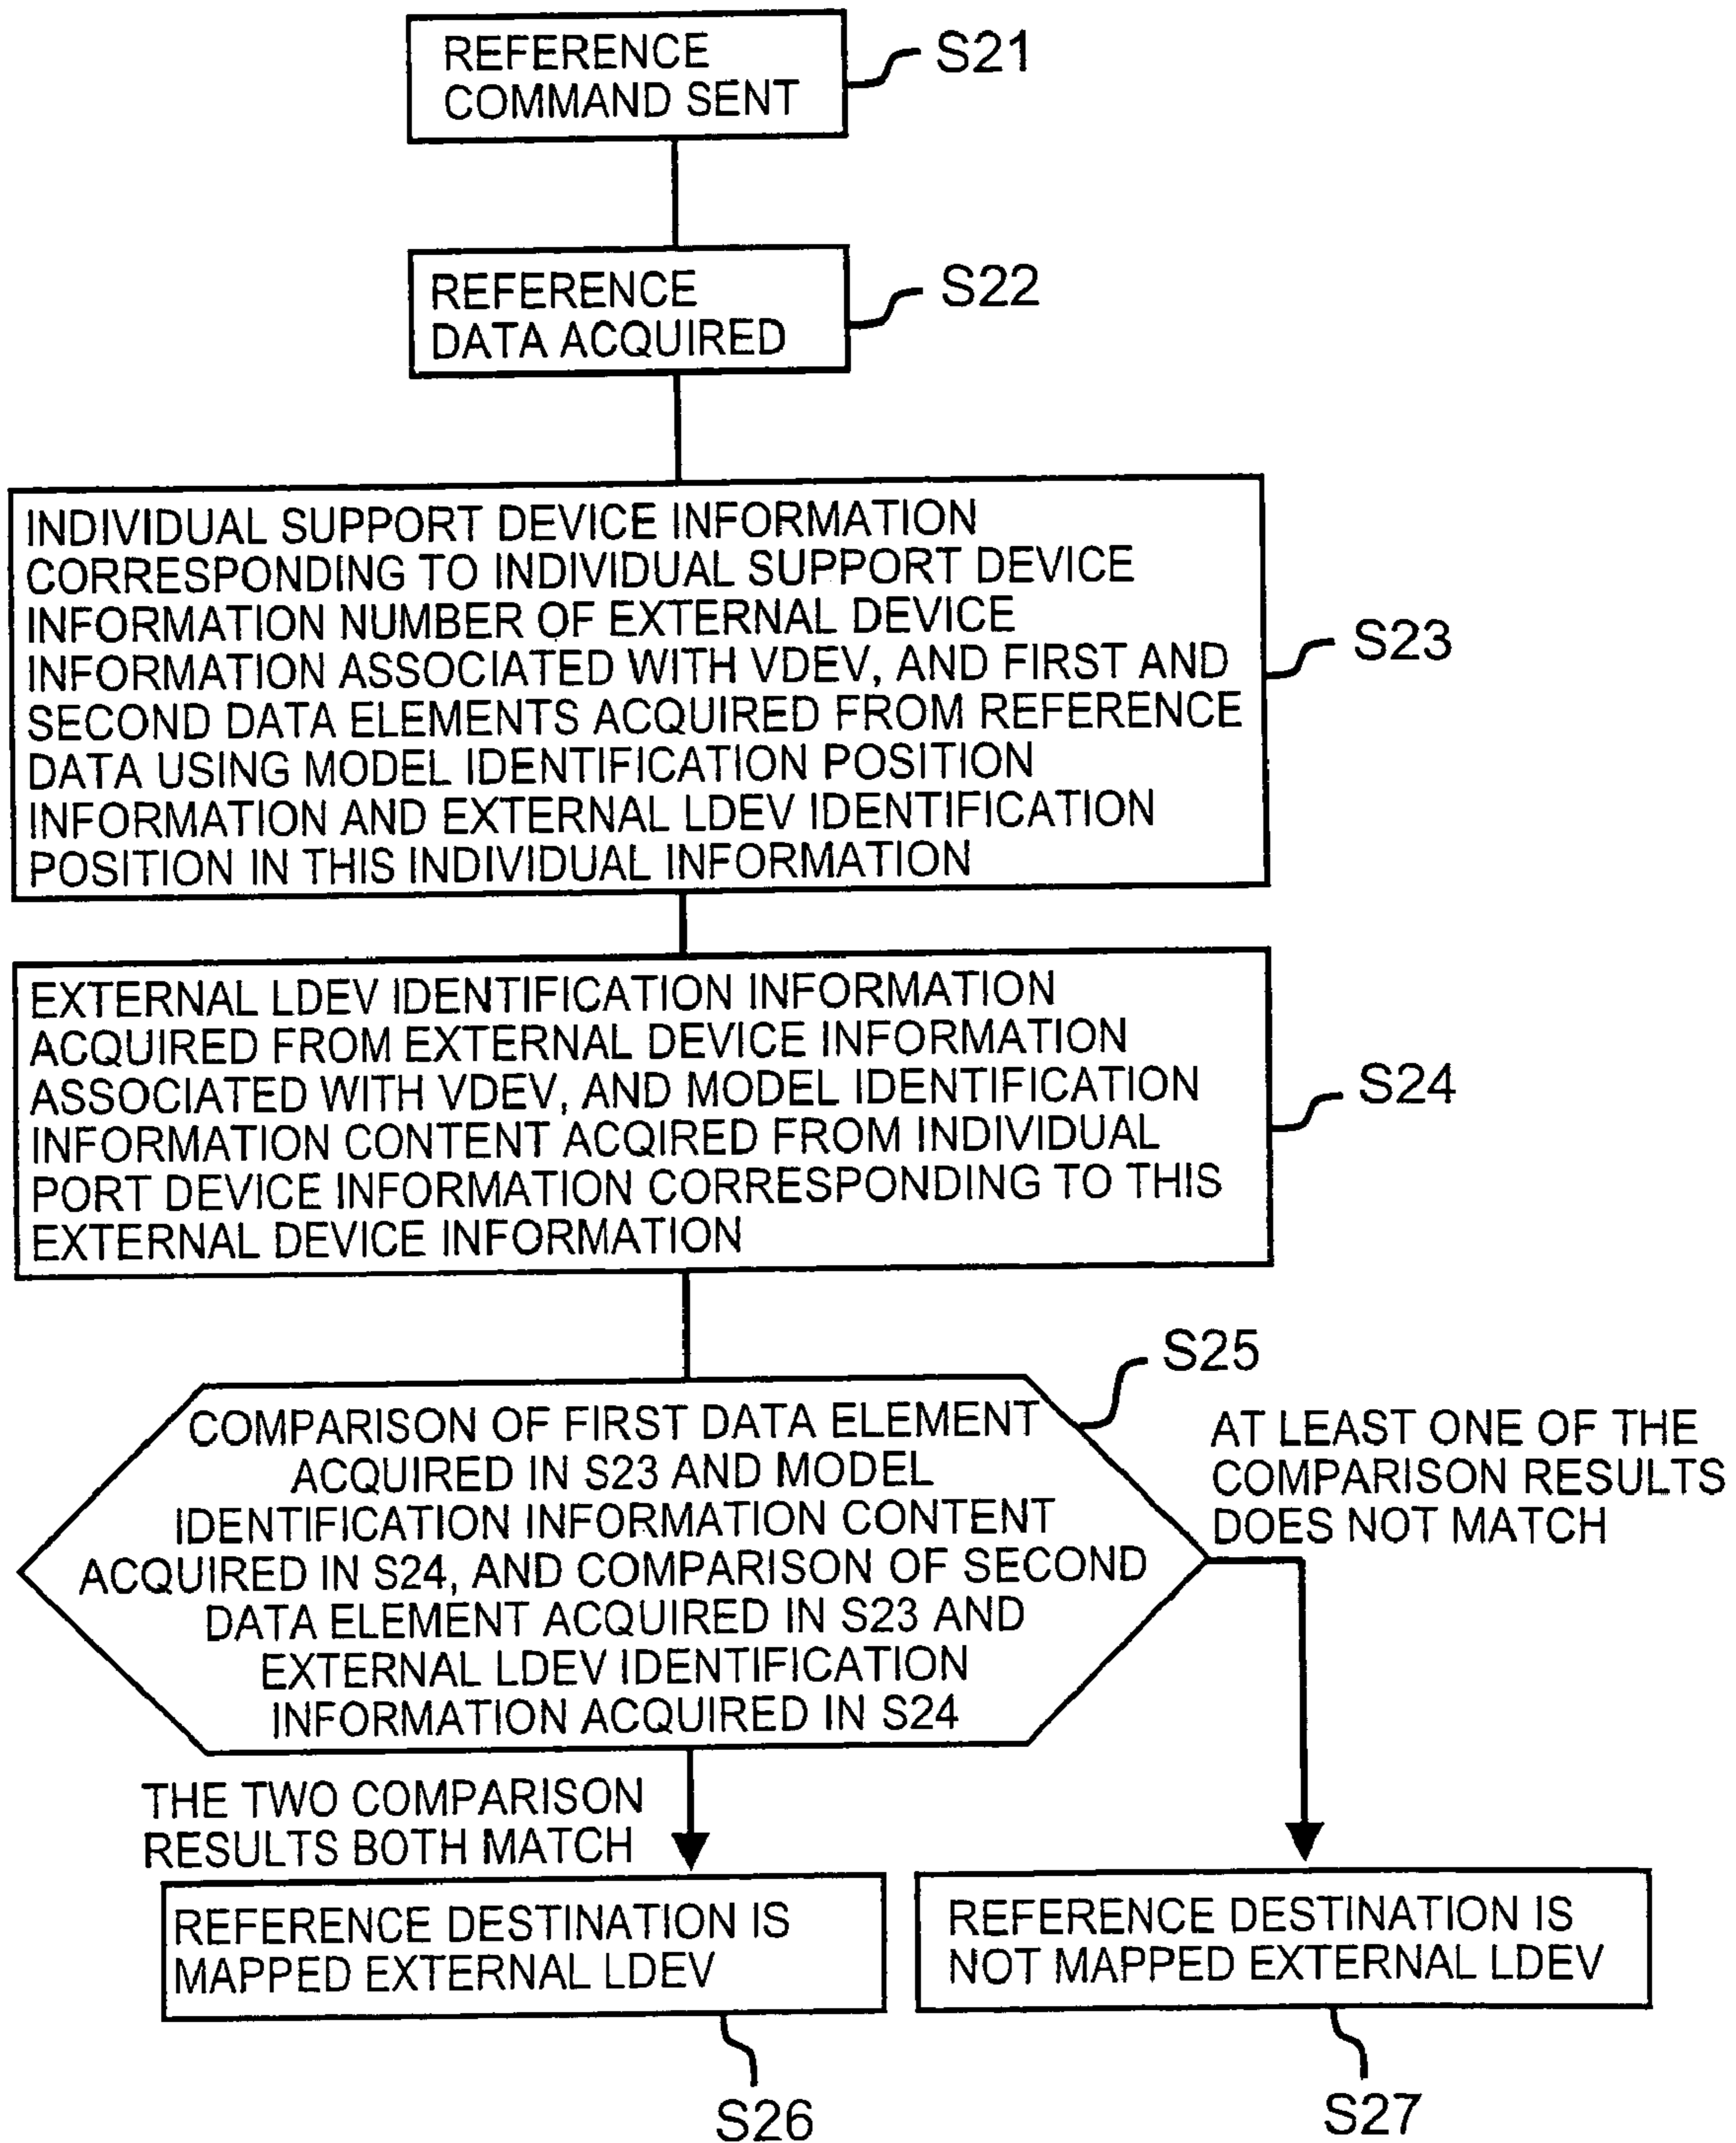 REFERENCE
COMMAND SENT
S21
REFERENCE
DATA ACQUIRED
S22
INDIVIDUAL SUPPORT DEVICE INFORMATION
CORRESPONDING TO INDIVIDUAL SUPPORT DEVICE
INFORMATION NUMBER OF EXTERNAL DEVICE
INFORMATION ASSOCIATED WITH VDEV, AND FIRST AND
SECOND DATA ELEMENTS ACQUIRED FROM REFERENCE
DATA USING MODEL IDENTIFICATION POSITION
INFORMATION AND EXTERNAL LDEV IDENTIFICATION
POSITION IN THIS INDIVIDUAL INFORMATION
S23
EXTERNAL LDEV IDENTIFICATION INFORMATION
ACQUIRED FROM EXTERNAL DEVICE INFORMATION
ASSOCIATED WITH VDEV, AND MODEL IDENTIFICATION
INFORMATION CONTENT ACQIRED FROM INDIVIDUAL
PORT DEVICE INFORMATION CORRESPONDING TO THIS
EXTERNAL DEVICE INFORMATION
S24
S25
COMPARISON OF FIRST DATA ELEMENT
ACQUIRED IN S23 AND MODEL
IDENTIFICATION INFORMATION CONTENT
ACQUIRED IN S24, AND COMPARISON OF SECOND
DATA ELEMENT ACQUIRED IN S23 AND
EXTERNAL LDEV IDENTIFICATION
INFORMATION ACQUIRED IN S24
AT LEAST ONE OF THE
COMPARISON RESULTS
DOES NOT MATCH
THE TWO COMPARISON
RESULTS BOTH MATCH
REFERENCE DESTINATION IS
MAPPED EXTERNAL LDEV
REFERENCE DESTINATION IS
NOT MAPPED EXTERNAL LDEV
S26
S27